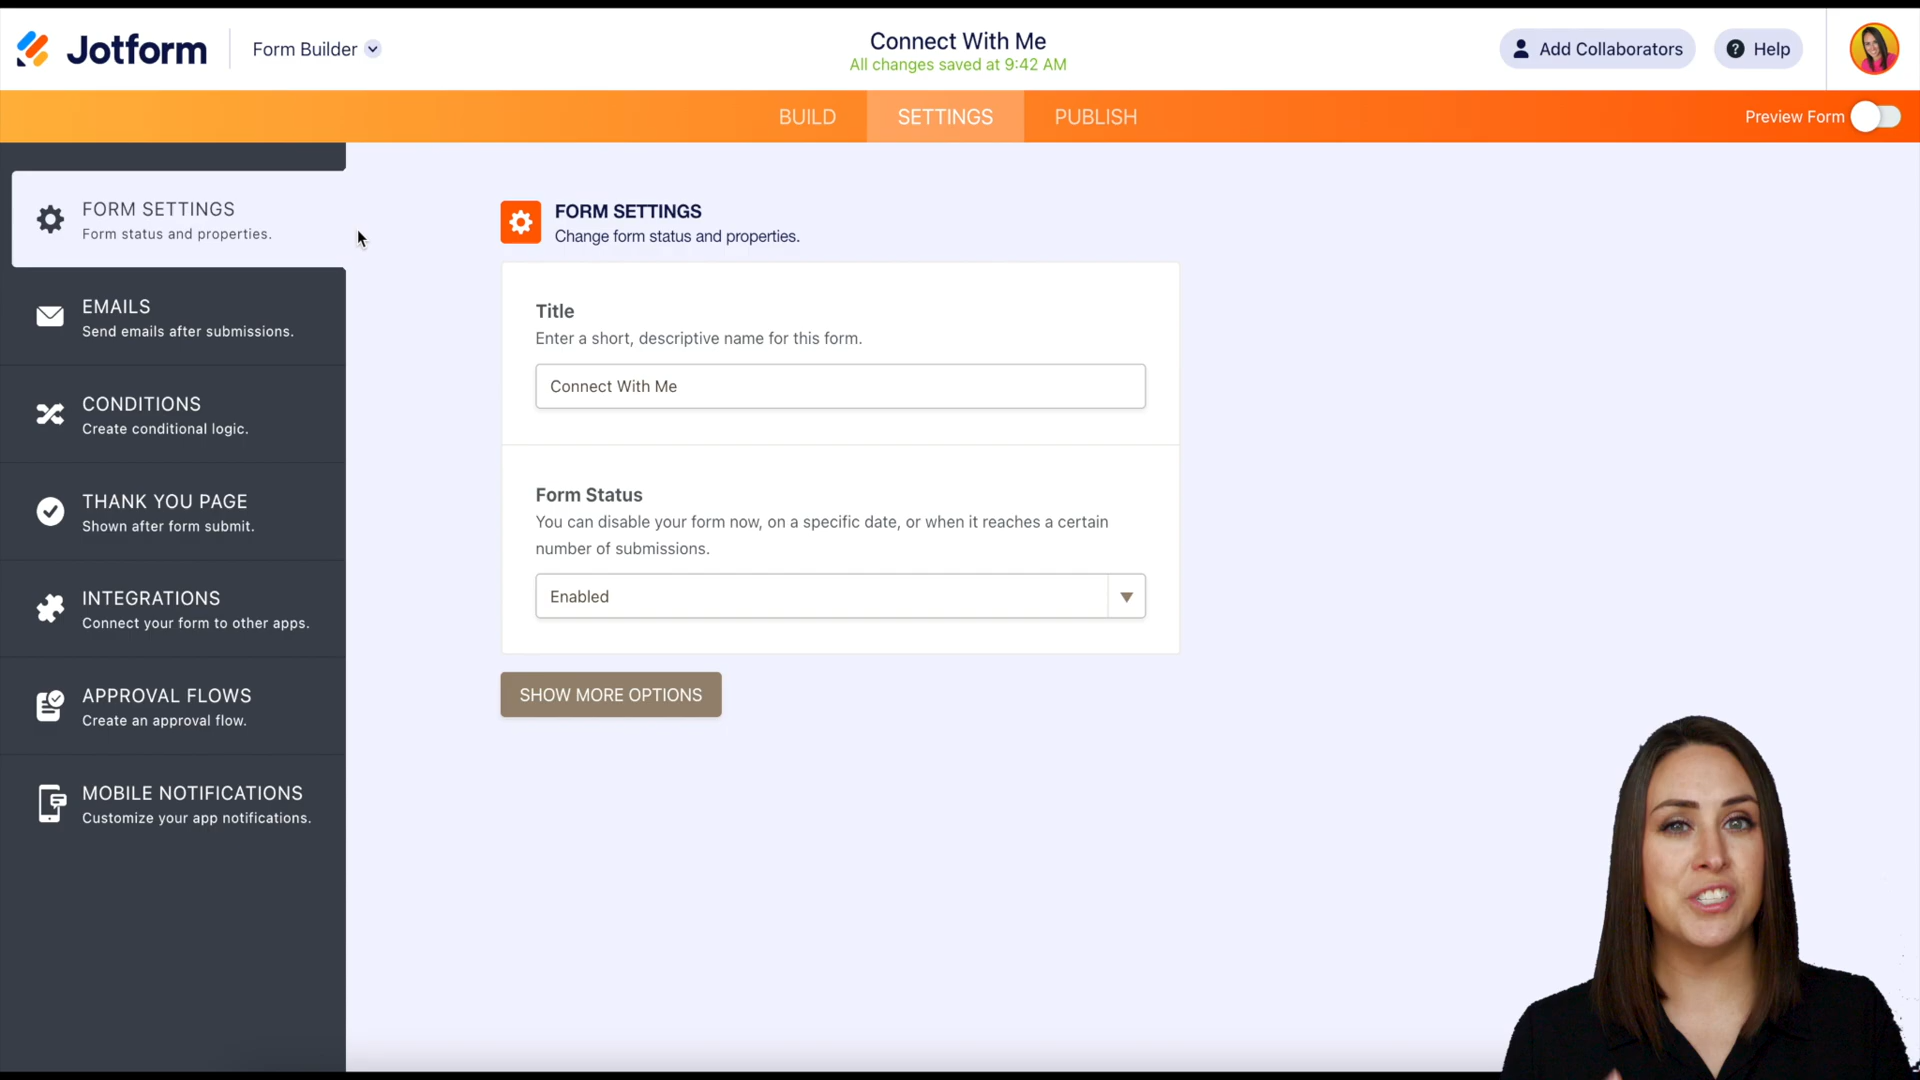 Jotform
Form Builder
Connect With Me
All changes saved at 9:42 AM
Add Collaborators
? Help
BUILD
SETTINGS
PUBLISH
Preview Form
FORM SETTINGS
Form status and properties.
EMAILS
Send emails after submissions.
CONDITIONS
Create conditional logic.
THANK YOU PAGE
Shown after form submit.
INTEGRATIONS
Connect your form to other apps.
APPROVAL FLOWS
Create an approval flow.
MOBILE NOTIFICATIONS
Customize your app notifications.
FORM SETTINGS
Change form status and properties.
Title
Enter a short, descriptive name for this form.
Connect With Me
Form Status
You can disable your form now, on a specific date, or when it reaches a certain
number of submissions.
Enabled
SHOW MORE OPTIONS